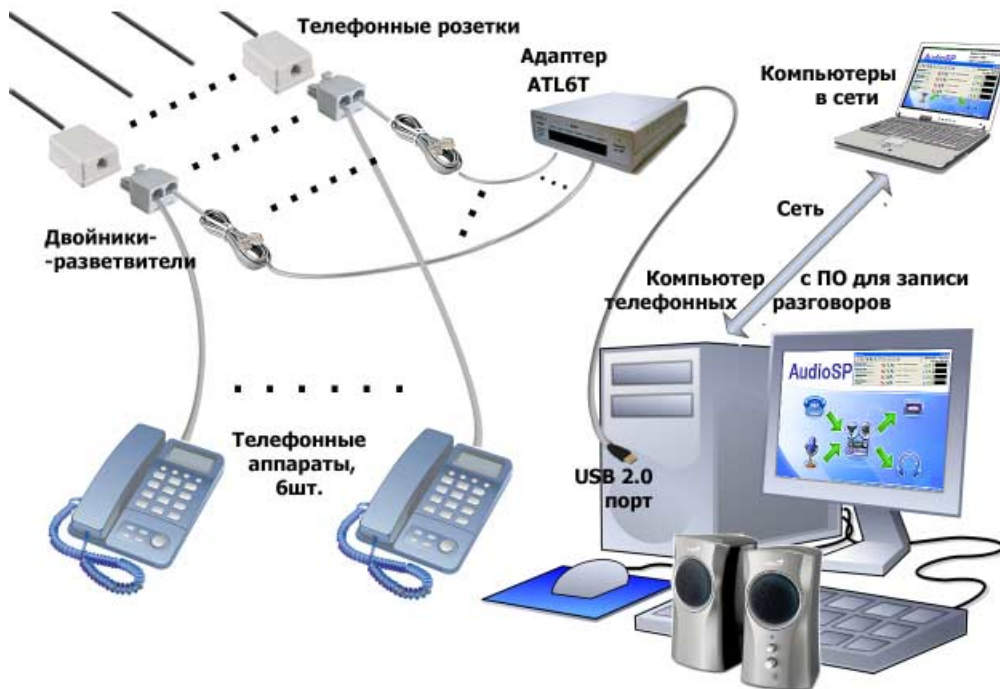 Телефонные розетки
Адаптер
ATL6T
Компьютеры
в сети
Двойники-
-разветвители
Сеть
Компьютер с ПО для записи
телефонных разговоров
AudioSP
AudioSP
Телефонные
аппараты,
6шт.
USB 2.0
порт